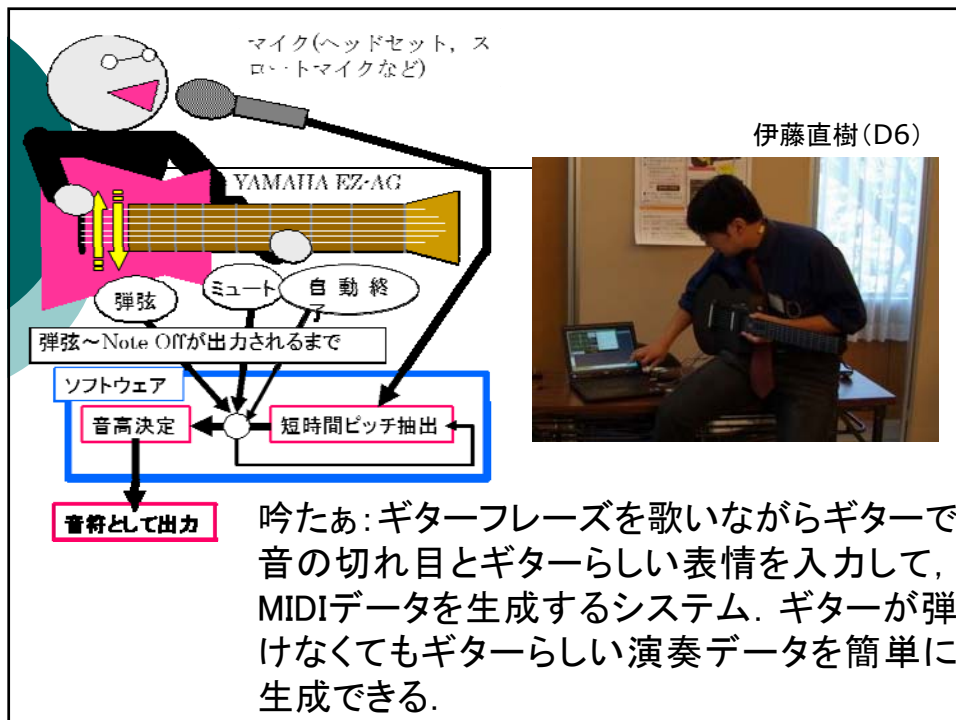 マイク(ヘッドセット，ス
ロートマイクなど)
伊藤直樹(D6)
YAMAHA EZ-AG
弾弦
ミュート
自動終
了
弾弦～Note Offが出力されるまで
ソフトウェア
音高決定
短時間ピッチ抽出
音符として出力
吟たぁ：ギターフレーズを歌いながらギターで
音の切れ目とギターらしい表情を入力して，
MIDIデータを生成するシステム．ギターが弾
けなくてもギターらしい演奏データを簡単に
生成できる．